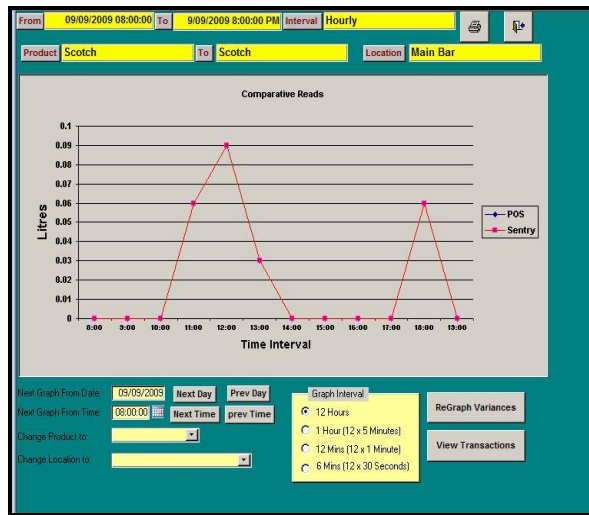 From 09/09/2009 08:00:00 To 9/09/2009 8:00:00 PM Interval Hourly
Product Scotch To Scotch Location Main Bar
Comparative Reads
0.1
0.09
0.08
0.07
0.06
0.05
0.04
0.03
0.02
0.01
0
Litres
8:00 9:00 10:00 11:00 12:00 13:00 14:00 15:00 16:00 17:00 18:00 19:00
Time Interval
POS
Sentry
Next Graph From Date: 09/09/2009 Next Day Prev Day
Next Graph From Time: 08:00:00 Next Time prev Time
Change Product to:
Change Location to:
Graph Interval
12 Hours
1 Hour (12 x 5 Minutes)
12 Mins (12 x 1 Minute)
6 Mins (12 x 30 Seconds)
ReGraph Variances
View Transactions